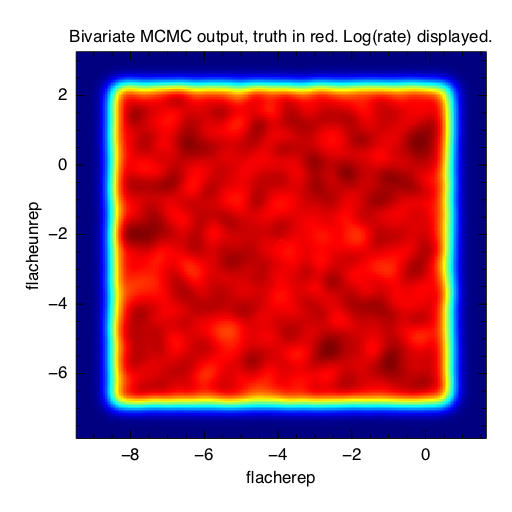 Bivariate MCMC output, truth in red. Log(rate) displayed.
2
0
−2
−4
−6
flacheunrep
−8 −6 −4 −2 0
flacherep